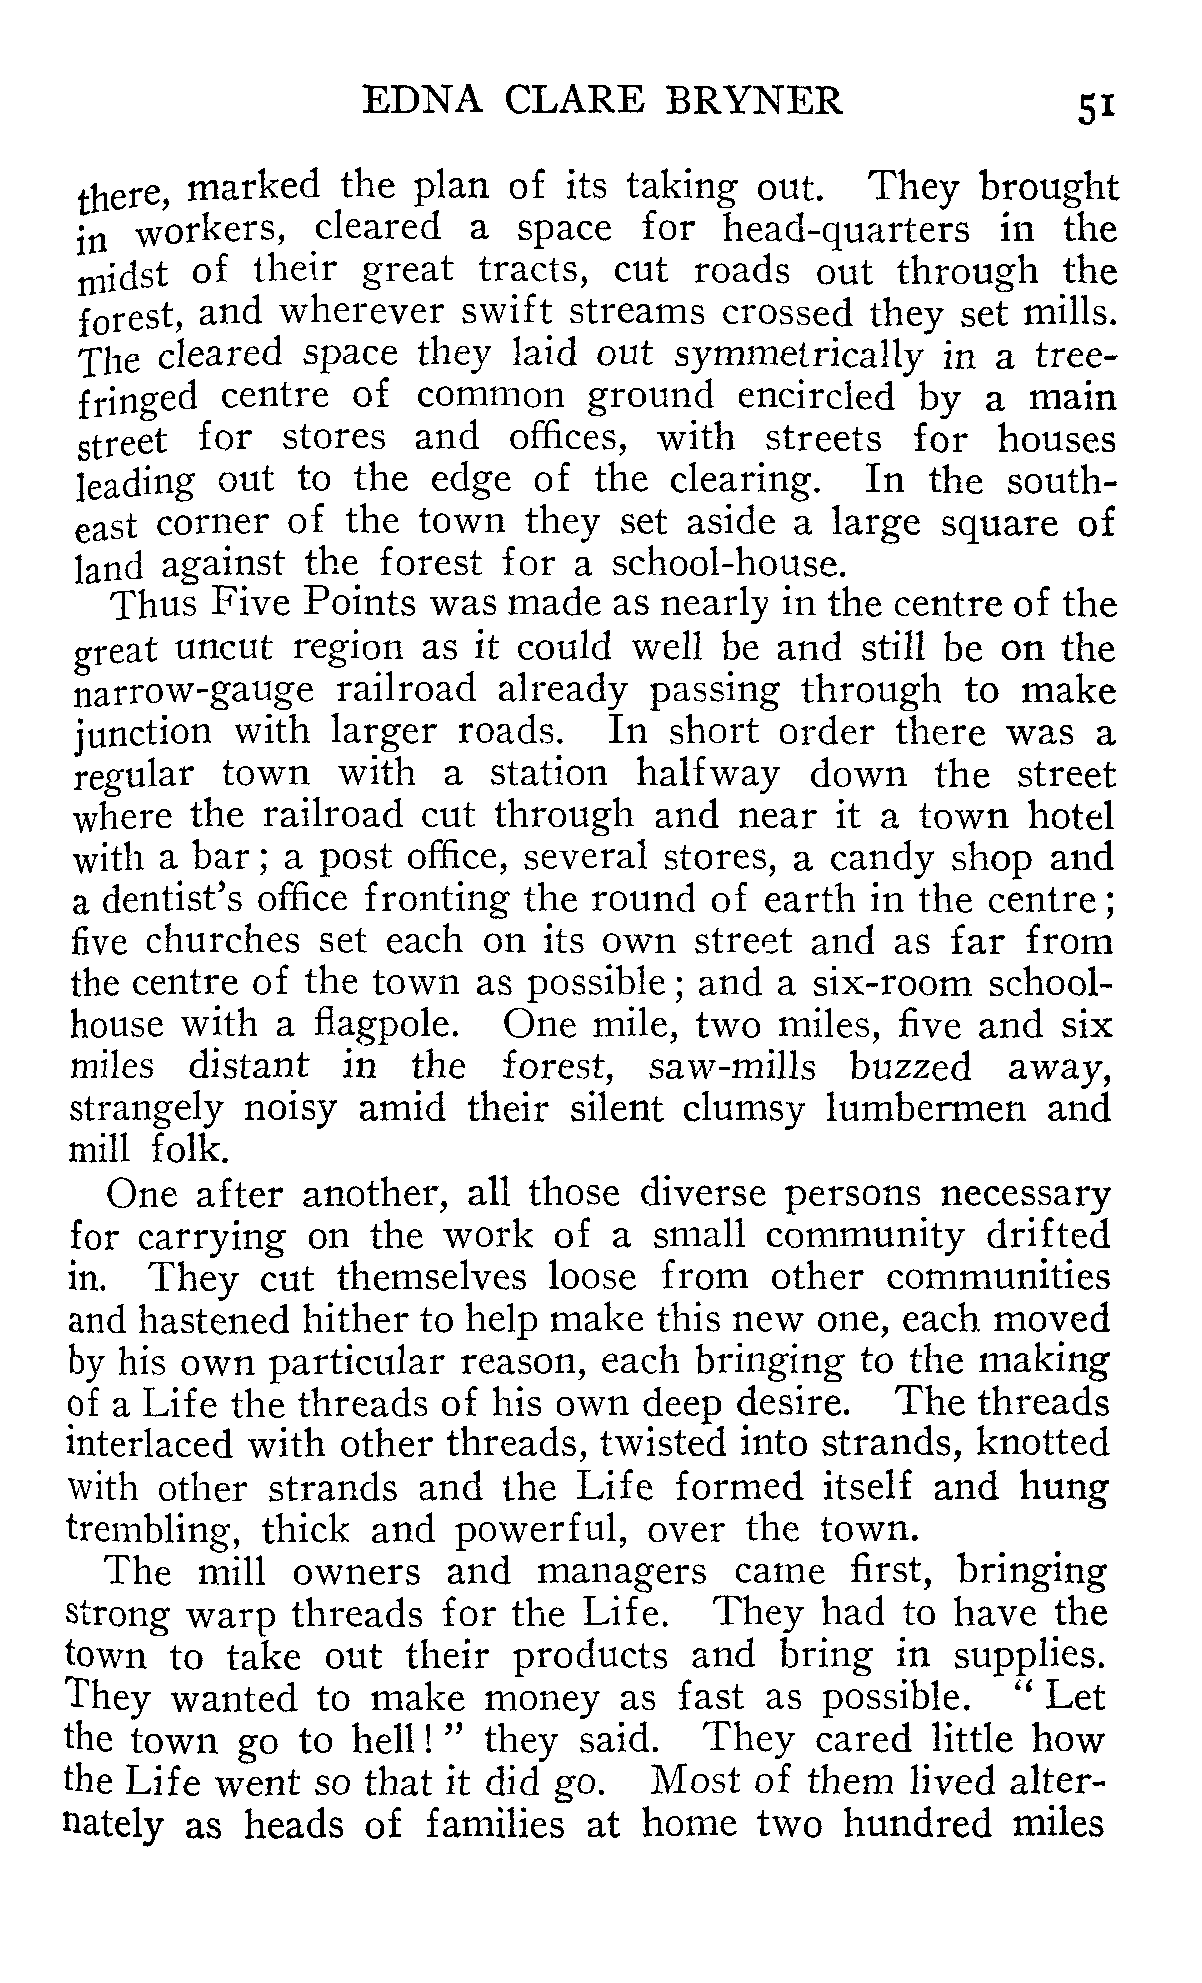 EDNA CLARE BRYNER 51
there, marked the plan of its taking out. They brought
in workers, cleared a space for head-quarters in the
midst of their great tracts, cut roads out through the
forest, and wherever swift streams crossed they set mills.
The cleared space they laid out symmetrically in a tree-
fringed centre of common ground encircled by a main
street for stores and offices, with streets for houses
leading out to the edge of the clearing. In the south-
east corner of the town they set aside a large square of
land against the forest for a school-house.
Thus Five Points was made as nearly in the centre of the
great uncut region as it could well be and still be on the
narrow-gauge railroad already passing through to make
junction with larger roads. In short order there was a
regular town with a station halfway down the street
where the railroad cut through and near it a town hotel
with a bar; a post office, several stores, a candy shop and
a dentist's office fronting the round of earth in the centre;
five churches set each on its own street and as far from
the centre of the town as possible; and a six-room school-
house with a flagpole. One mile, two miles, five and six
miles distant in the forest, saw-mills buzzed away,
strangely noisy amid their silent clumsy lumbermen and
mill folk.
One after another, all those diverse persons necessary
for carrying on the work of a small community drifted
in. They cut themselves loose from other communities
and hastened hither to help make this new one, each moved
by his own particular reason, each bringing to the making
of a Life the threads of his own deep desire. The threads
interlaced with other threads, twisted into strands, knotted
with other strands and the Life formed itself and hung
trembling, thick and powerful, over the town.
The mill owners and managers came first, bringing
strong warp threads for the Life. They had to have the
town to take out their products and bring in supplies.
They wanted to make money as fast as possible. “Let
the town go to hell!” they said. They cared little how
the Life went so that it did go. Most of them lived alter-
nately as heads of families at home two hundred miles